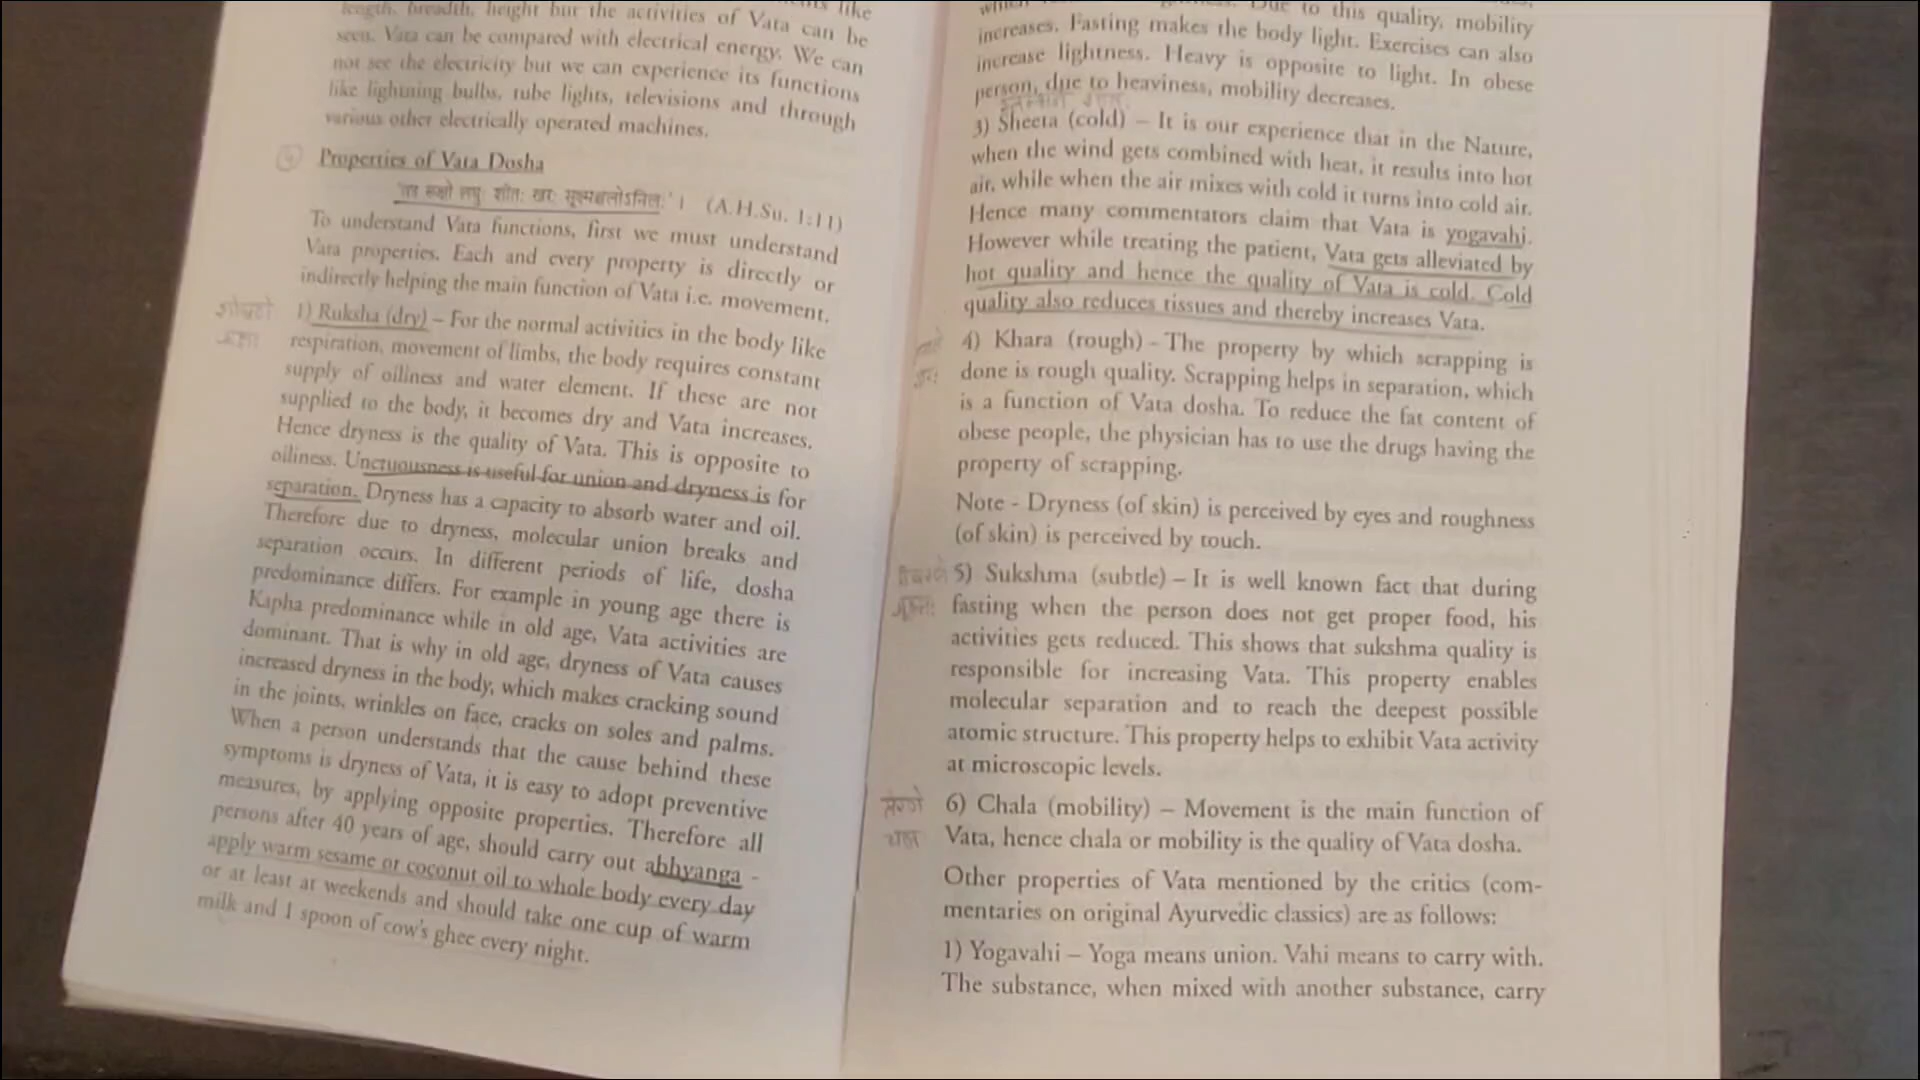 length, breadth, height but the activities of Vata can be
seen. Vata can be compared with electrical energy. We can
not see the electricity but we can experience its functions
like lightning bulbs, tube lights, televisions and through
various other electrically operated machines.
Properties of Vata Dosha
'तत्र रूक्षो लघुः शीतः खरः सूक्ष्मश्चलोऽनिलः' । (A.H.Su. 1:11)
To understand Vata functions, first we must understand
Vata properties. Each and every property is directly or
indirectly helping the main function of Vata i.e. movement.
1) Ruksha (dry) – For the normal activities in the body like
respiration, movement of limbs, the body requires constant
supply of oiliness and water element. If these are not
supplied to the body, it becomes dry and Vata increases.
Hence dryness is the quality of Vata. This is opposite to
oiliness. Unctuousness is useful for union and dryness is for
separation. Dryness has a capacity to absorb water and oil.
Therefore due to dryness, molecular union breaks and
separation occurs. In different periods of life, dosha
predominance differs. For example in young age there is
Kapha predominance while in old age, Vata activities are
dominant. That is why in old age, dryness of Vata causes
increased dryness in the body, which makes cracking sound
in the joints, wrinkles on face, cracks on soles and palms.
When a person understands that the cause behind these
symptoms is dryness of Vata, it is easy to adopt preventive
measures, by applying opposite properties. Therefore all
persons after 40 years of age, should carry out abhyanga -
apply warm sesame or coconut oil to whole body every day
or at least at weekends and should take one cup of warm
milk and 1 spoon of cow's ghee every night.
Due to this quality, mobility
increases. Fasting makes the body light. Exercises can also
increase lightness. Heavy is opposite to light. In obese
person, due to heaviness, mobility decreases.
3) Sheeta (cold) – It is our experience that in the Nature,
when the wind gets combined with heat, it results into hot
air, while when the air mixes with cold it turns into cold air.
Hence many commentators claim that Vata is yogavahi.
However while treating the patient, Vata gets alleviated by
hot quality and hence the quality of Vata is cold. Cold
quality also reduces tissues and thereby increases Vata.
4) Khara (rough) - The property by which scrapping is
done is rough quality. Scrapping helps in separation, which
is a function of Vata dosha. To reduce the fat content of
obese people, the physician has to use the drugs having the
property of scrapping.
Note - Dryness (of skin) is perceived by eyes and roughness
(of skin) is perceived by touch.
5) Sukshma (subtle) – It is well known fact that during
fasting when the person does not get proper food, his
activities gets reduced. This shows that sukshma quality is
responsible for increasing Vata. This property enables
molecular separation and to reach the deepest possible
atomic structure. This property helps to exhibit Vata activity
at microscopic levels.
6) Chala (mobility) – Movement is the main function of
Vata, hence chala or mobility is the quality of Vata dosha.
Other properties of Vata mentioned by the critics (com-
mentaries on original Ayurvedic classics) are as follows:
1) Yogavahi – Yoga means union. Vahi means to carry with.
The substance, when mixed with another substance, carry